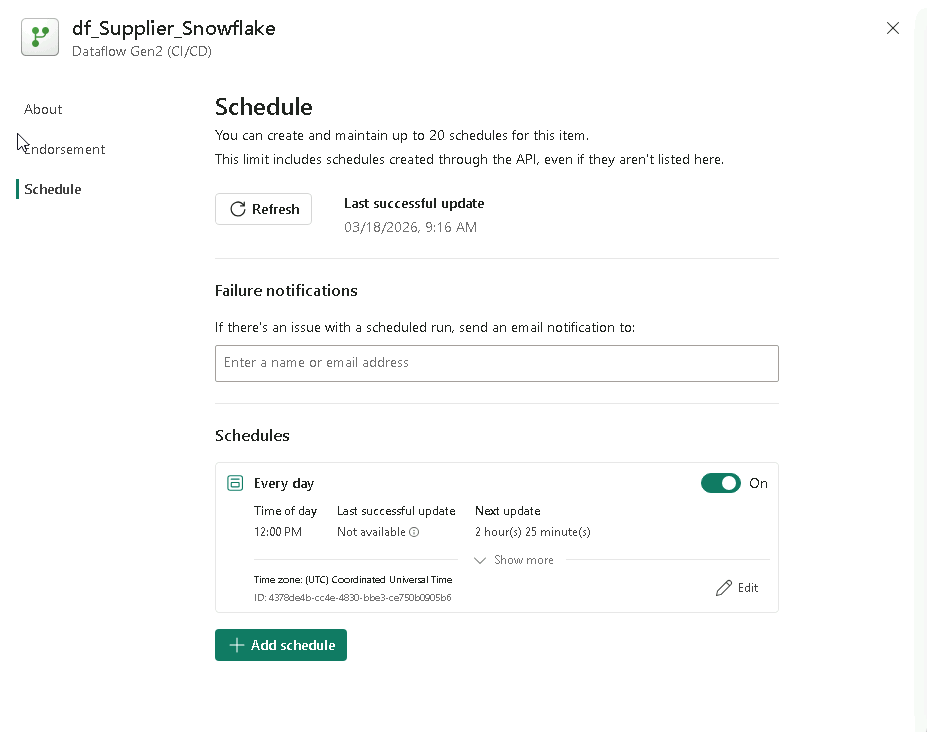 df_Supplier_Snowflake
Dataflow Gen2 (CI/CD)
About
Endorsement
Schedule
Schedule
You can create and maintain up to 20 schedules for this item.
This limit includes schedules created through the API, even if they aren't listed here.
Refresh
Last successful update
03/18/2026, 9:16 AM
Failure notifications
If there's an issue with a scheduled run, send an email notification to:
Enter a name or email address
Schedules
Every day
On
Time of day Last successful update Next update
12:00 PM Not available 2 hour(s) 25 minute(s)
Show more
Time zone: (UTC) Coordinated Universal Time
ID: 4378de4b-cc4e-4830-bbe3-ce750b0905b6
Edit
Add schedule